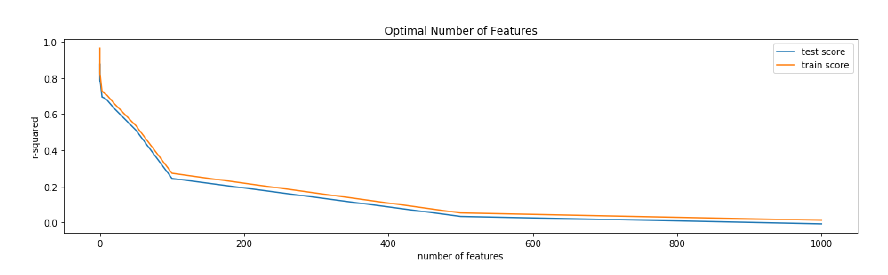 Optimal Number of Features
1.0
0.8
0.6
0.4
0.2
0.0
r-squared
test score
train score
0 200 400 600 800 1000
number of features